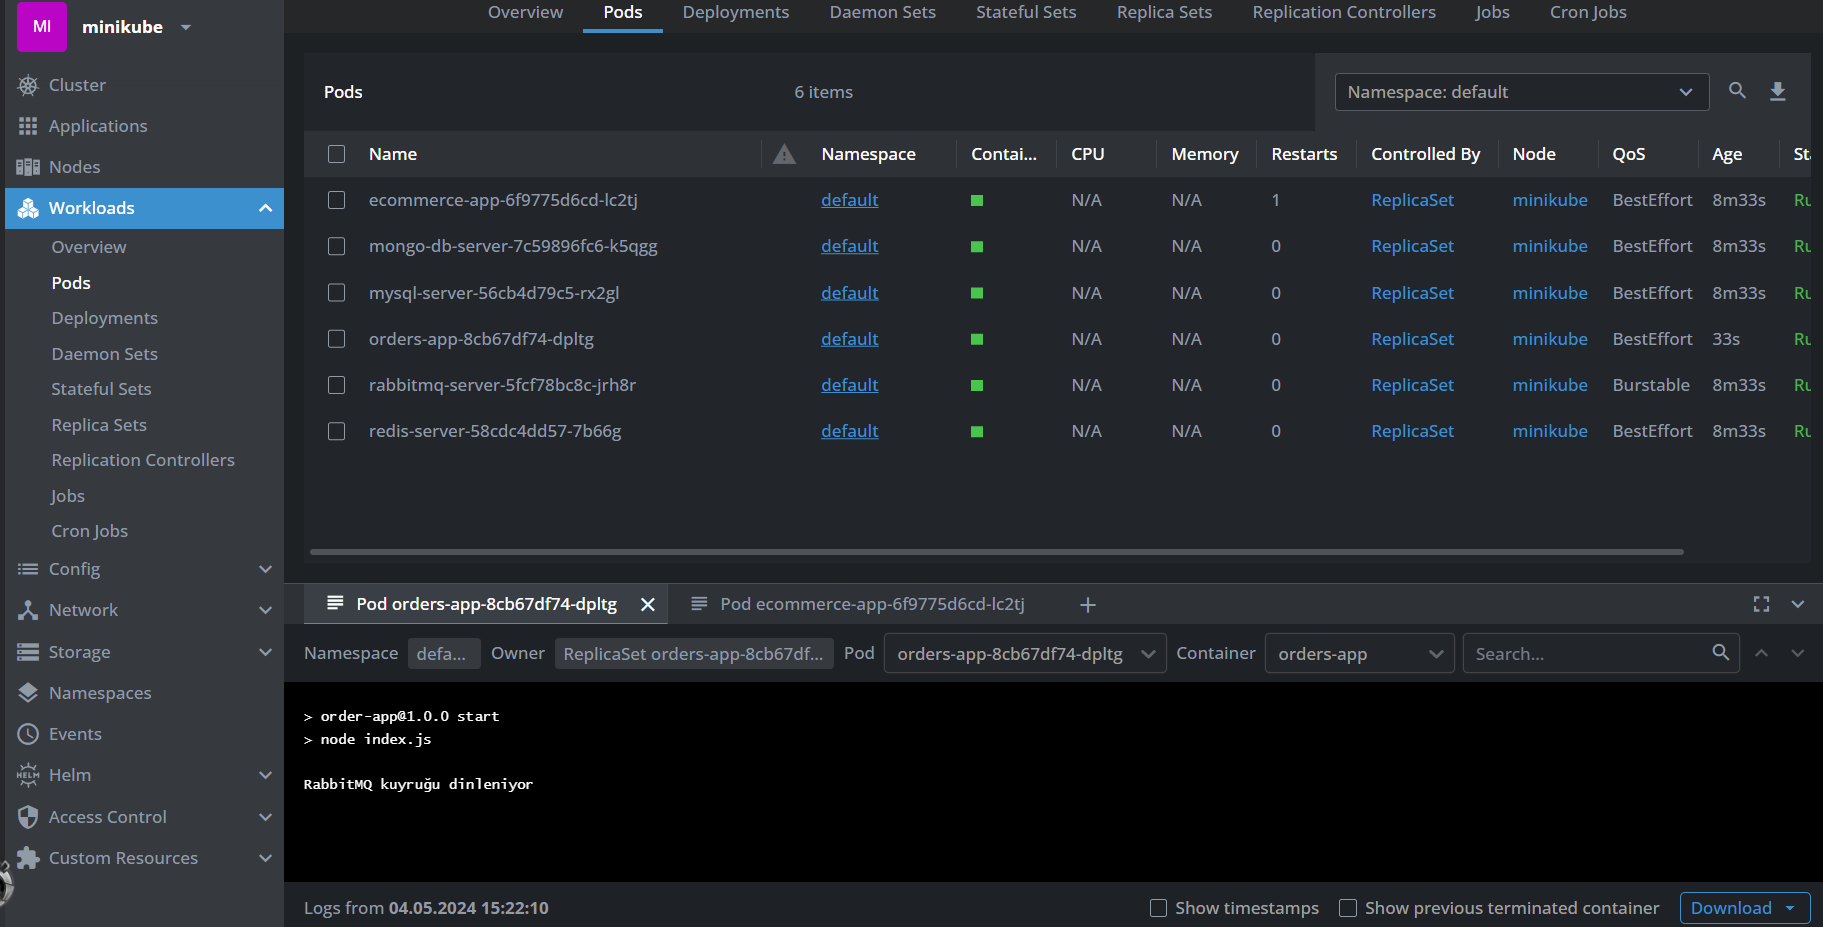 MI minikube
Cluster
Applications
Nodes
Workloads
Overview
Pods
Deployments
Daemon Sets
Stateful Sets
Replica Sets
Replication Controllers
Jobs
Cron Jobs
Config
Network
Storage
Namespaces
Events
HELM Helm
Access Control
Custom Resources
Overview Pods Deployments Daemon Sets Stateful Sets Replica Sets Replication Controllers Jobs Cron Jobs
Pods 6 items Namespace: default
Name Namespace Contai... CPU Memory Restarts Controlled By Node QoS Age
ecommerce-app-6f9775d6cd-lc2tj default N/A N/A 1 ReplicaSet minikube BestEffort 8m33s
mongo-db-server-7c59896fc6-k5qgg default N/A N/A 0 ReplicaSet minikube BestEffort 8m33s
mysql-server-56cb4d79c5-rx2gl default N/A N/A 0 ReplicaSet minikube BestEffort 8m33s
orders-app-8cb67df74-dpltg default N/A N/A 0 ReplicaSet minikube BestEffort 33s
rabbitmq-server-5fcf78bc8c-jrh8r default N/A N/A 0 ReplicaSet minikube Burstable 8m33s
redis-server-58cdc4dd57-7b66g default N/A N/A 0 ReplicaSet minikube BestEffort 8m33s
Pod orders-app-8cb67df74-dpltg Pod ecommerce-app-6f9775d6cd-lc2tj
Namespace defa... Owner ReplicaSet orders-app-8cb67df... Pod orders-app-8cb67df74-dpltg Container orders-app Search...
> order-app@1.0.0 start
> node index.js
RabbitMQ kuyruğu dinleniyor
Logs from 04.05.2024 15:22:10 Show timestamps Show previous terminated container Download